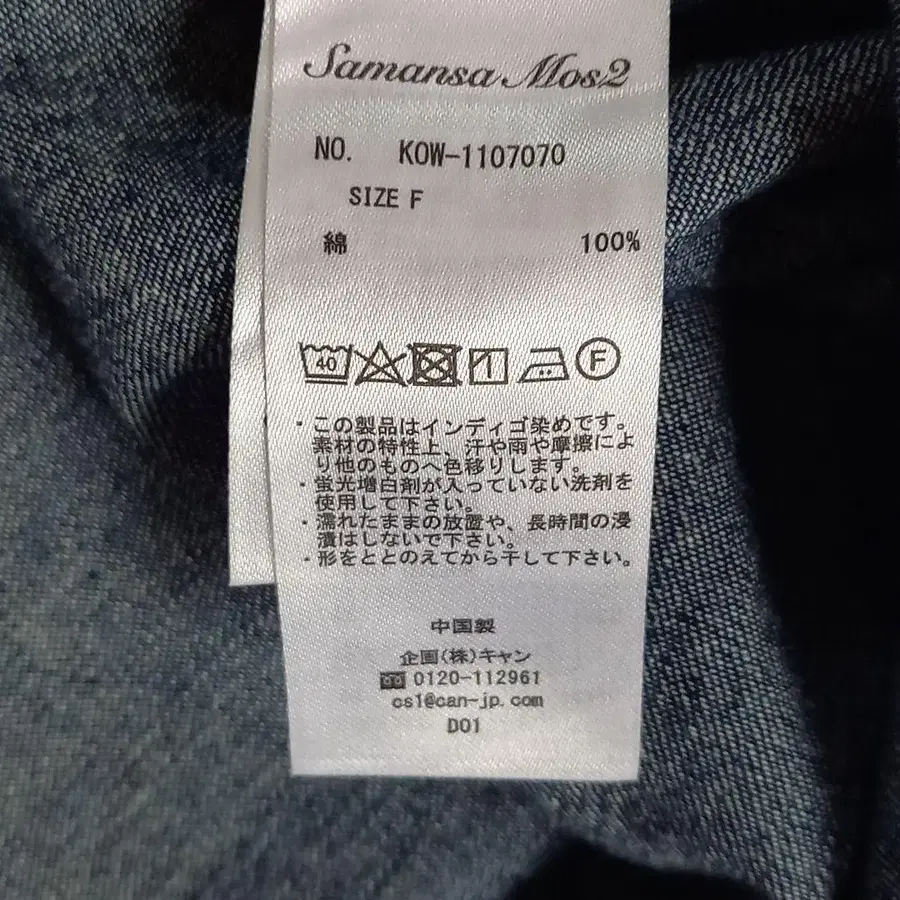 Samansa Mos2
NO. KOW-1107070
SIZE F
綿 100%
40 F
・この製品はインディゴ染めです。
素材の特性上、汗や雨や摩擦によ
り他のものへ色移りします。
・蛍光増白剤が入っていない洗剤を
使用して下さい。
・濡れたままの放置や、長時間の浸
漬はしないで下さい。
・形をととのえてから干して下さい。
中国製
企画(株)キャン
0120-112961
cs1@can-jp.com
D01